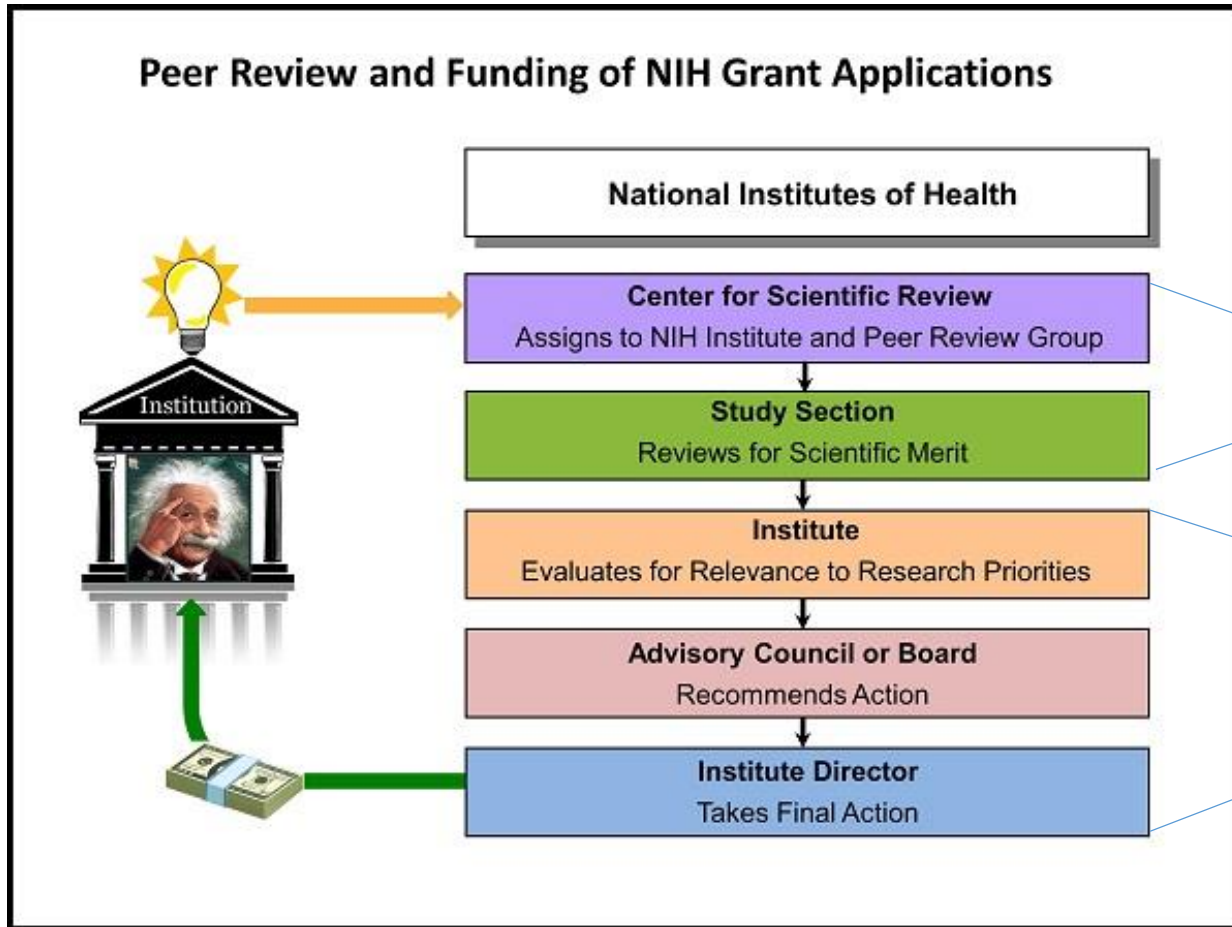 Peer Review and Funding of NIH Grant Applications
National Institutes of Health
Center for Scientific Review
Assigns to NIH Institute and Peer Review Group
Institution
Study Section
Reviews for Scientific Merit
Institute
Evaluates for Relevance to Research Priorities
Advisory Council or Board
Recommends Action
Institute Director
Takes Final Action